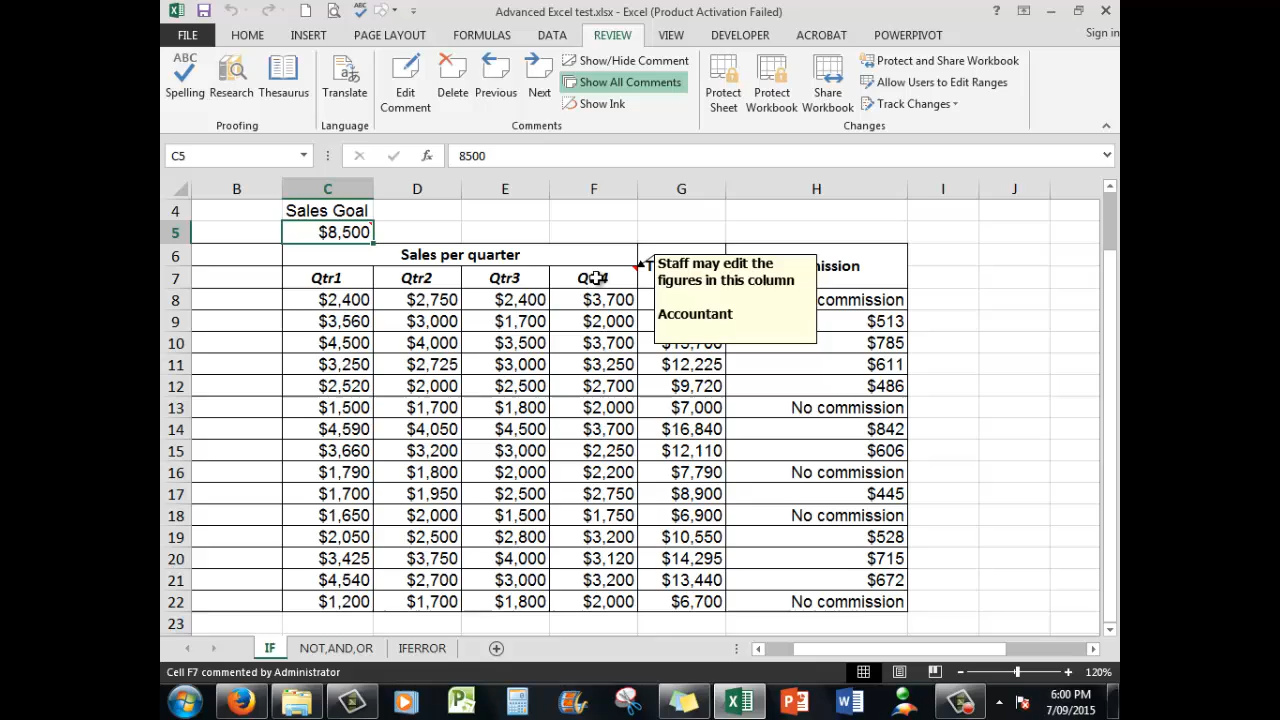 Advanced Excel test.xlsx - Excel (Product Activation Failed)
FILE HOME INSERT PAGE LAYOUT FORMULAS DATA REVIEW VIEW DEVELOPER ACROBAT POWERPIVOT Sign in
Spelling Research Thesaurus
Proofing
Translate
Language
Edit Comment Delete Previous Next
Show/Hide Comment
Show All Comments
Show Ink
Comments
Protect Sheet Protect Workbook Share Workbook
Protect and Share Workbook
Allow Users to Edit Ranges
Track Changes
Changes
C5 fx 8500
B C D E F G H I J
4 Sales Goal
5 $8,500
6 Sales per quarter
7 Qtr1 Qtr2 Qtr3 Qtr4
Staff may edit the
figures in this column
Accountant
8 $2,400 $2,750 $2,400 $3,700 commission
9 $3,560 $3,000 $1,700 $2,000 $513
10 $4,500 $4,000 $3,500 $3,700 $785
11 $3,250 $2,725 $3,000 $3,250 $12,225 $611
12 $2,520 $2,000 $2,500 $2,700 $9,720 $486
13 $1,500 $1,700 $1,800 $2,000 $7,000 No commission
14 $4,590 $4,050 $4,500 $3,700 $16,840 $842
15 $3,660 $3,200 $3,000 $2,250 $12,110 $606
16 $1,790 $1,800 $2,000 $2,200 $7,790 No commission
17 $1,700 $1,950 $2,500 $2,750 $8,900 $445
18 $1,650 $2,000 $1,500 $1,750 $6,900 No commission
19 $2,050 $2,500 $2,800 $3,200 $10,550 $528
20 $3,425 $3,750 $4,000 $3,120 $14,295 $715
21 $4,540 $2,700 $3,000 $3,200 $13,440 $672
22 $1,200 $1,700 $1,800 $2,000 $6,700 No commission
23
IF NOT,AND,OR IFERROR
Cell F7 commented by Administrator
120%
6:00 PM
7/09/2015